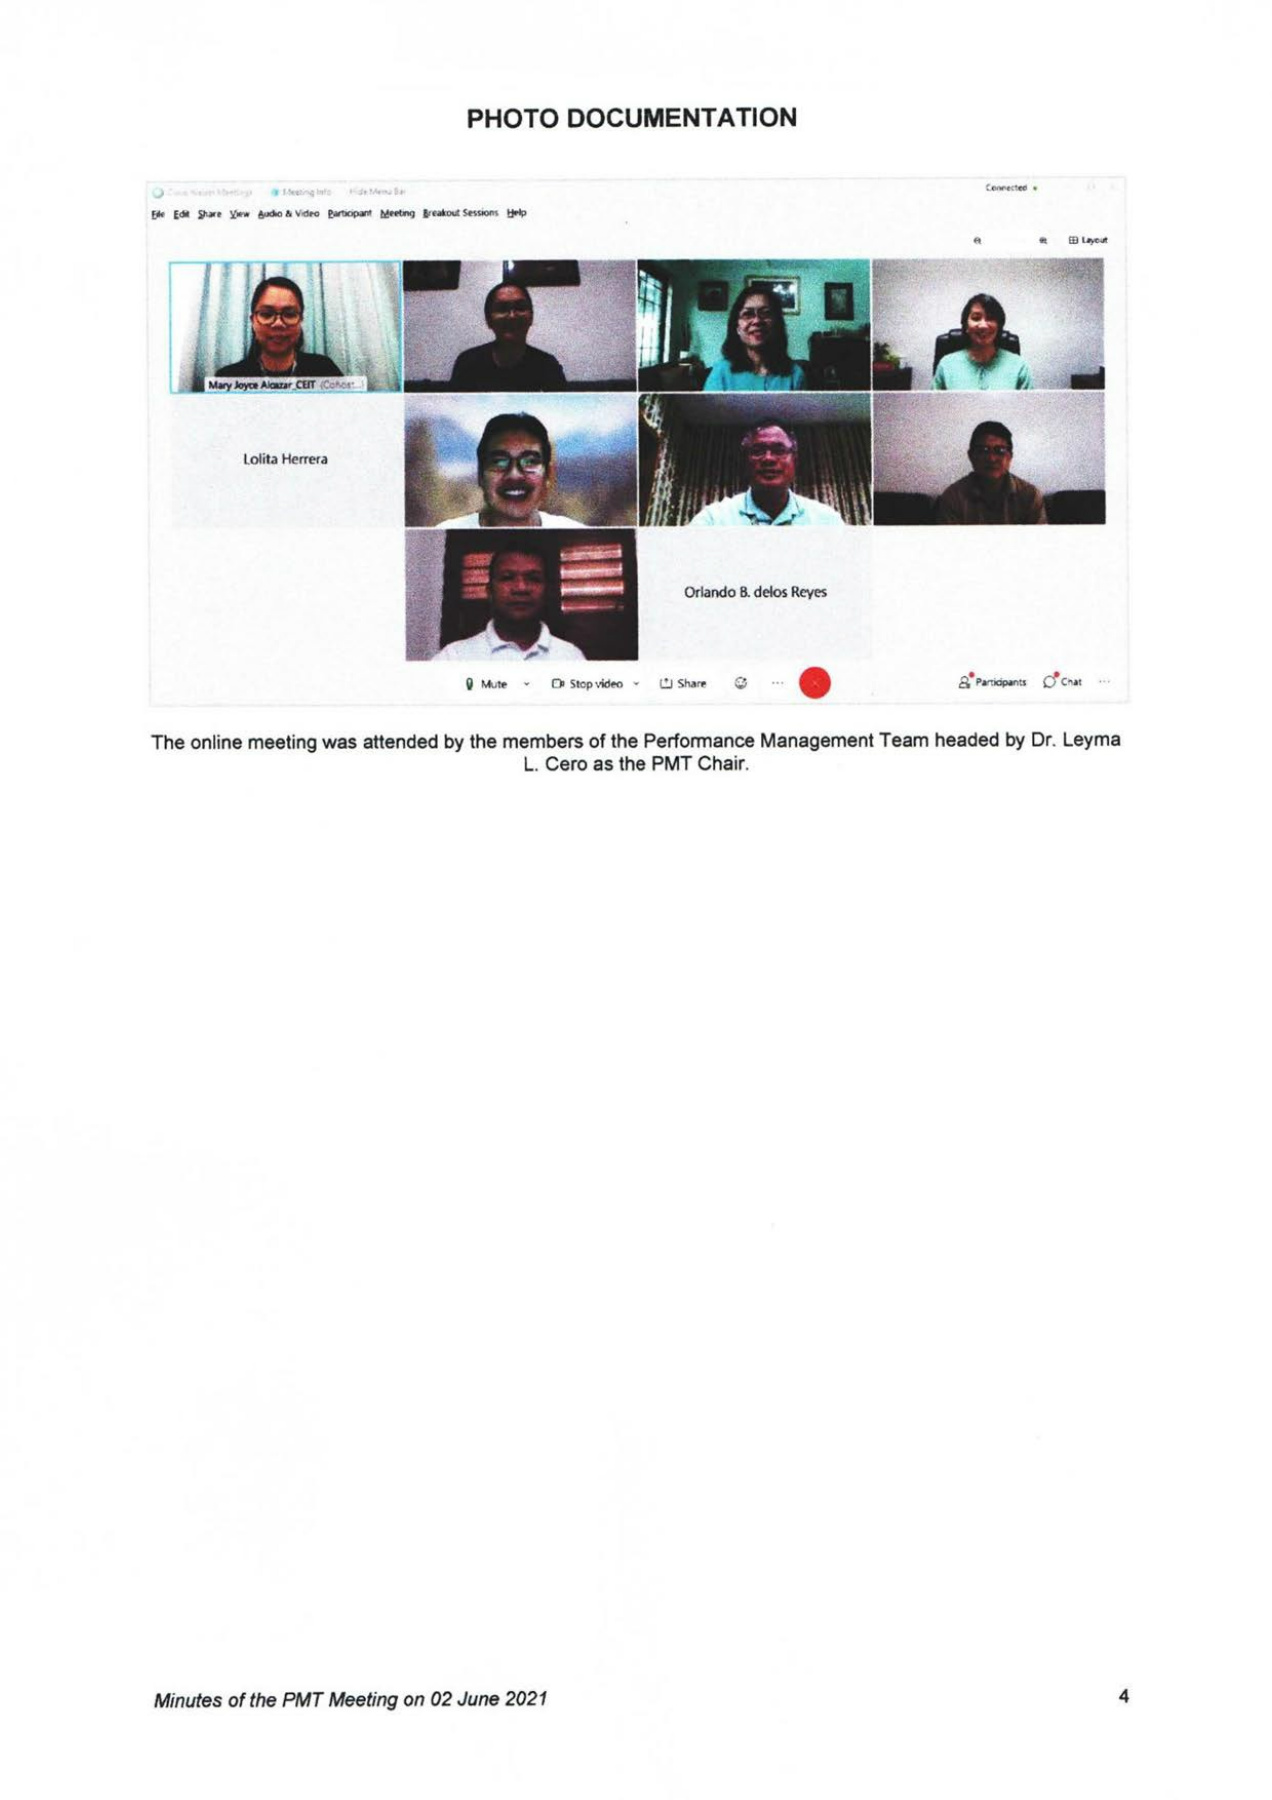 PHOTO DOCUMENTATION
Cisco Webex Meetings Meeting Info Hide Menu Bar
Connected
File Edit Share View Audio & Video Participant Meeting Breakout Sessions Help
Layout
Mary Joyce Alcazar_CEIT (Cohost...)
Lolita Herrera
Orlando B. delos Reyes
Mute Stop video Share Participants Chat
The online meeting was attended by the members of the Performance Management Team headed by Dr. Leyma
L. Cero as the PMT Chair.
Minutes of the PMT Meeting on 02 June 2021 4